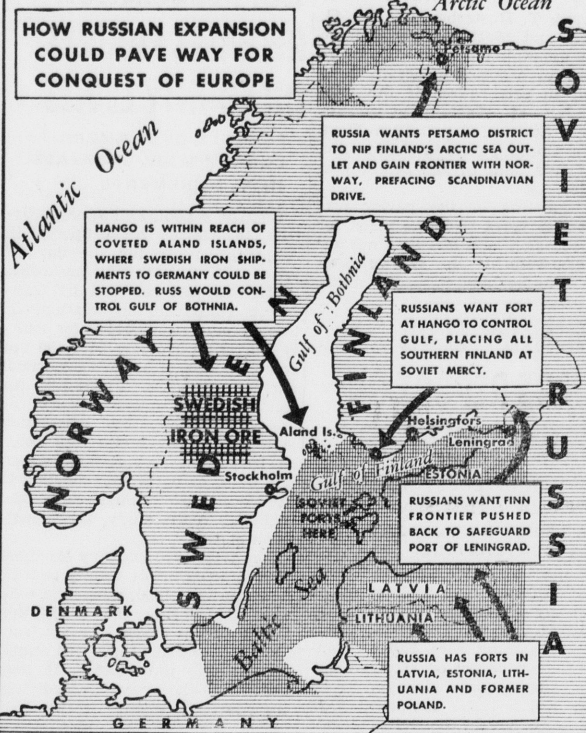 Arctic Ocean
HOW RUSSIAN EXPANSION
COULD PAVE WAY FOR
CONQUEST OF EUROPE
Petsamo
Atlantic Ocean
RUSSIA WANTS PETSAMO DISTRICT
TO NIP FINLAND'S ARCTIC SEA OUT-
LET AND GAIN FRONTIER WITH NOR-
WAY, PREFACING SCANDINAVIAN
DRIVE.
HANGO IS WITHIN REACH OF
COVETED ALAND ISLANDS,
WHERE SWEDISH IRON SHIP-
MENTS TO GERMANY COULD BE
STOPPED. RUSS WOULD CON-
TROL GULF OF BOTHNIA.
Gulf of Bothnia
FINLAND
SOVIET RUSSIA
RUSSIANS WANT FORT
AT HANGO TO CONTROL
GULF, PLACING ALL
SOUTHERN FINLAND AT
SOVIET MERCY.
NORWAY
SWEDEN
SWEDISH
IRON ORE
Aland Is.
Helsingfors
Leningrad
Stockholm
Gulf of Finland
ESTONIA
(SOVIET
FORTS
HERE)
RUSSIANS WANT FINN
FRONTIER PUSHED
BACK TO SAFEGUARD
PORT OF LENINGRAD.
Baltic Sea
LATVIA
LITHUANIA
DENMARK
RUSSIA HAS FORTS IN
LATVIA, ESTONIA, LITH-
UANIA AND FORMER
POLAND.
GERMANY